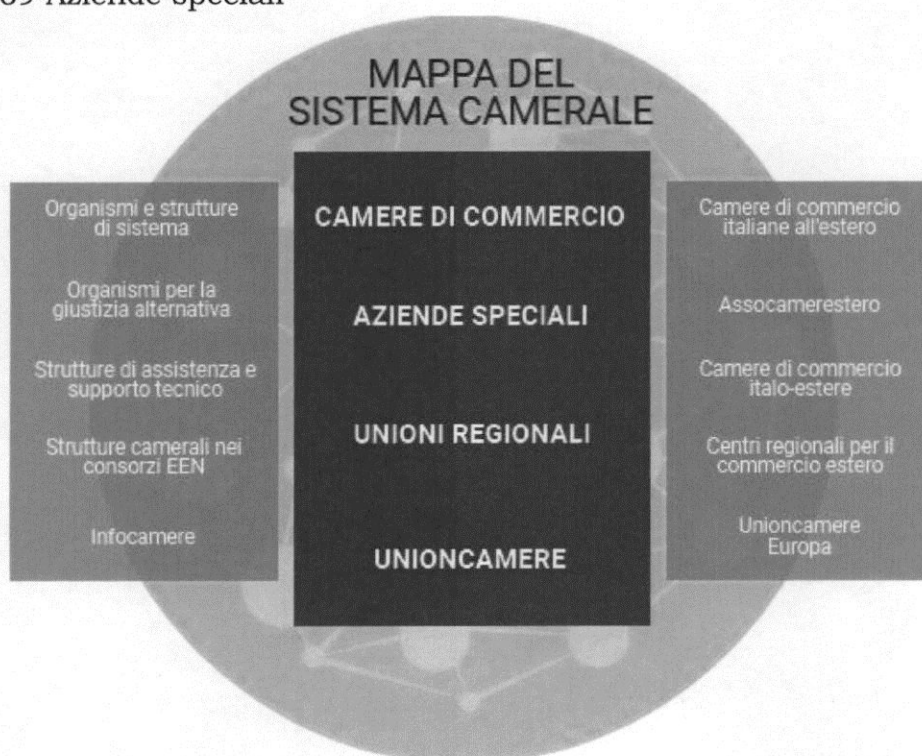 Aziende speciali
MAPPA DEL
SISTEMA CAMERALE
Organismi e strutture
di sistema
Organismi per la
giustizia alternativa
Strutture di assistenza e
supporto tecnico
Strutture camerali nei
consorzi EEN
Infocamere
CAMERE DI COMMERCIO
AZIENDE SPECIALI
UNIONI REGIONALI
UNIONCAMERE
Camere di commercio
italiane all'estero
Assocamerestero
Camere di commercio
italo-estere
Centri regionali per il
commercio estero
Unioncamere
Europa